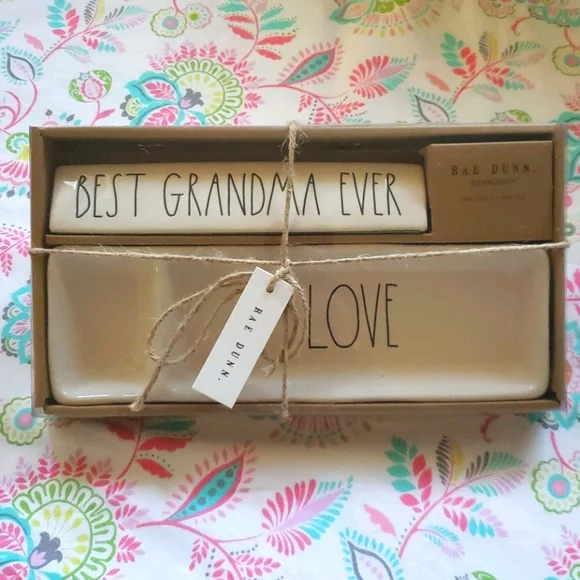 BEST GRANDMA EVER
RAE DUNN.
LOVE
RAE DUNN.